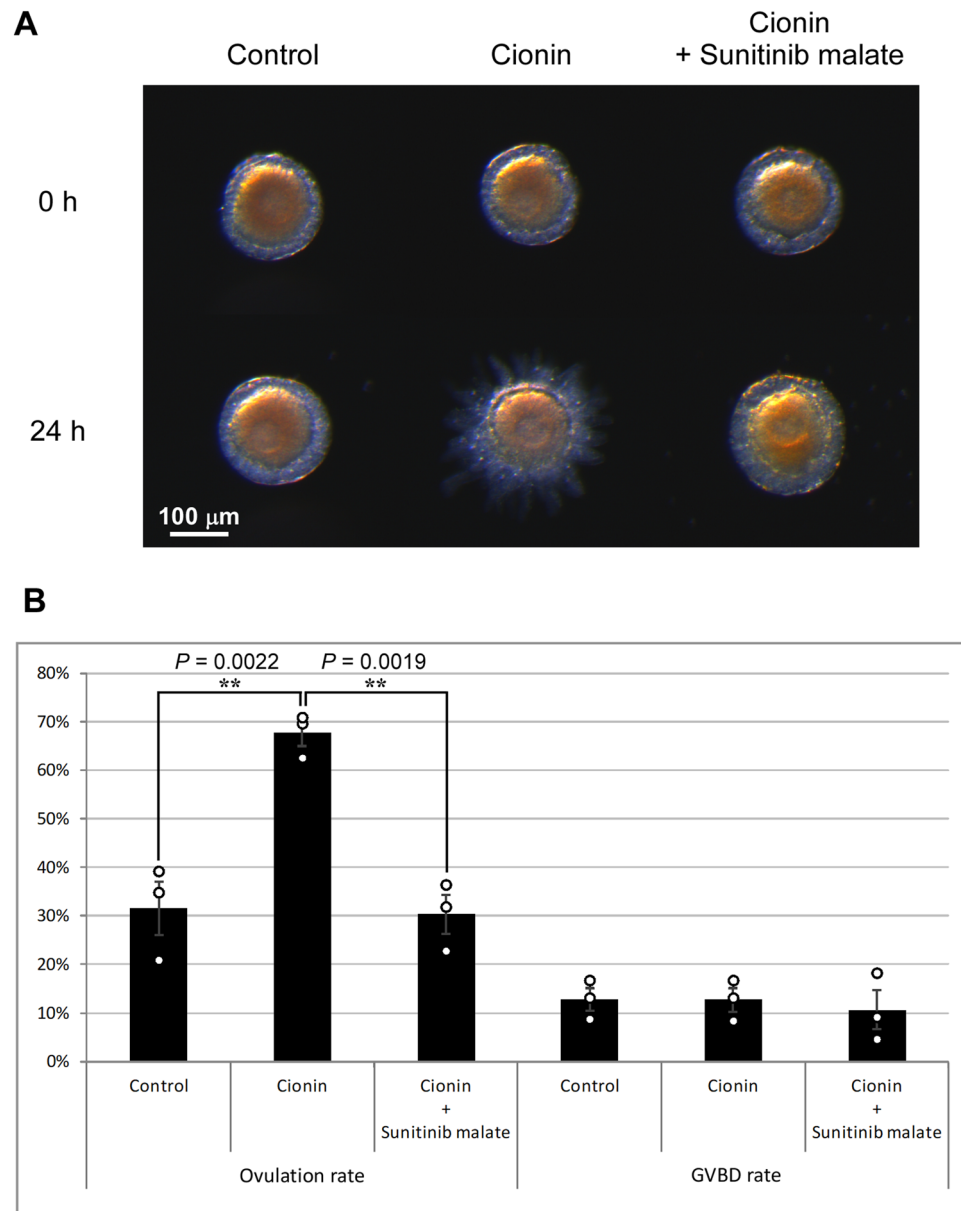 A
Control
Cionin
Cionin
+ Sunitinib malate
0 h
24 h
100 μm
B
P = 0.0022
P = 0.0019
**
**
80%
70%
60%
50%
40%
30%
20%
10%
0%
Control
Cionin
Cionin
+
Sunitinib malate
Control
Cionin
Cionin
+
Sunitinib malate
Ovulation rate
GVBD rate